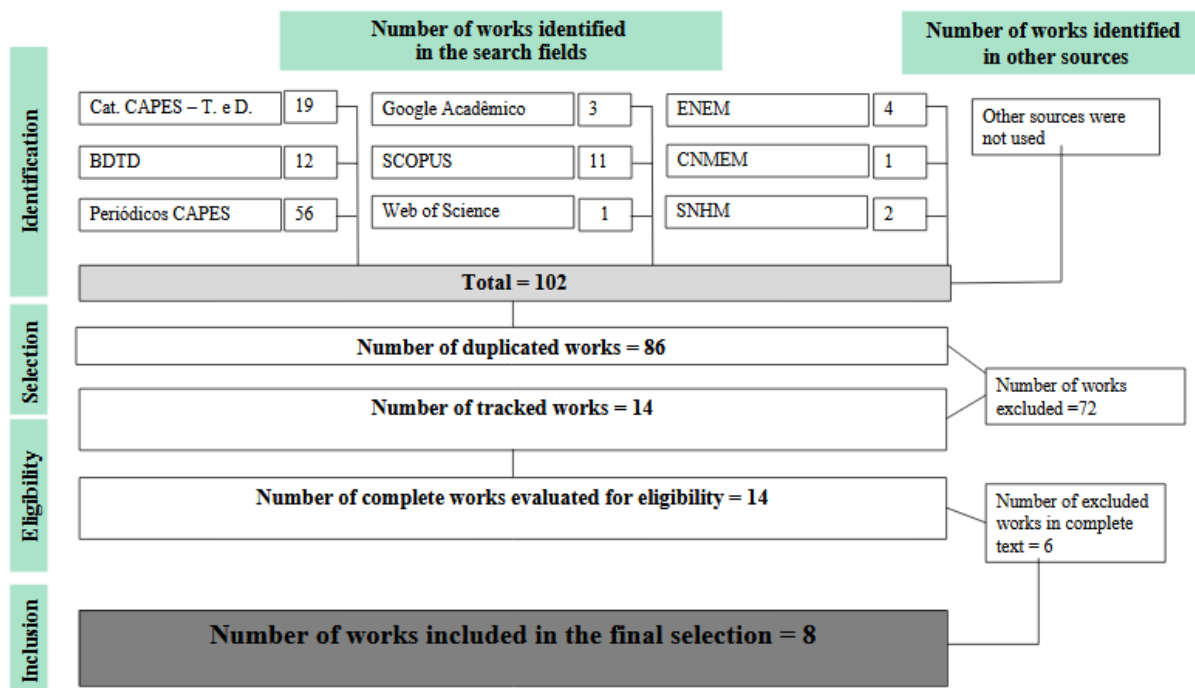 Number of works identified
in the search fields
Number of works identified
in other sources
Identification
Cat. CAPES – T. e D.
19
Google Acadêmico
3
ENEM
4
Other sources were
not used
BDTD
12
SCOPUS
11
CNMEM
1
Periódicos CAPES
56
Web of Science
1
SNHM
2
Total = 102
Selection
Number of duplicated works = 86
Number of works
excluded =72
Number of tracked works = 14
Eligibility
Number of complete works evaluated for eligibility = 14
Number of excluded
works in complete
text = 6
Inclusion
Number of works included in the final selection = 8